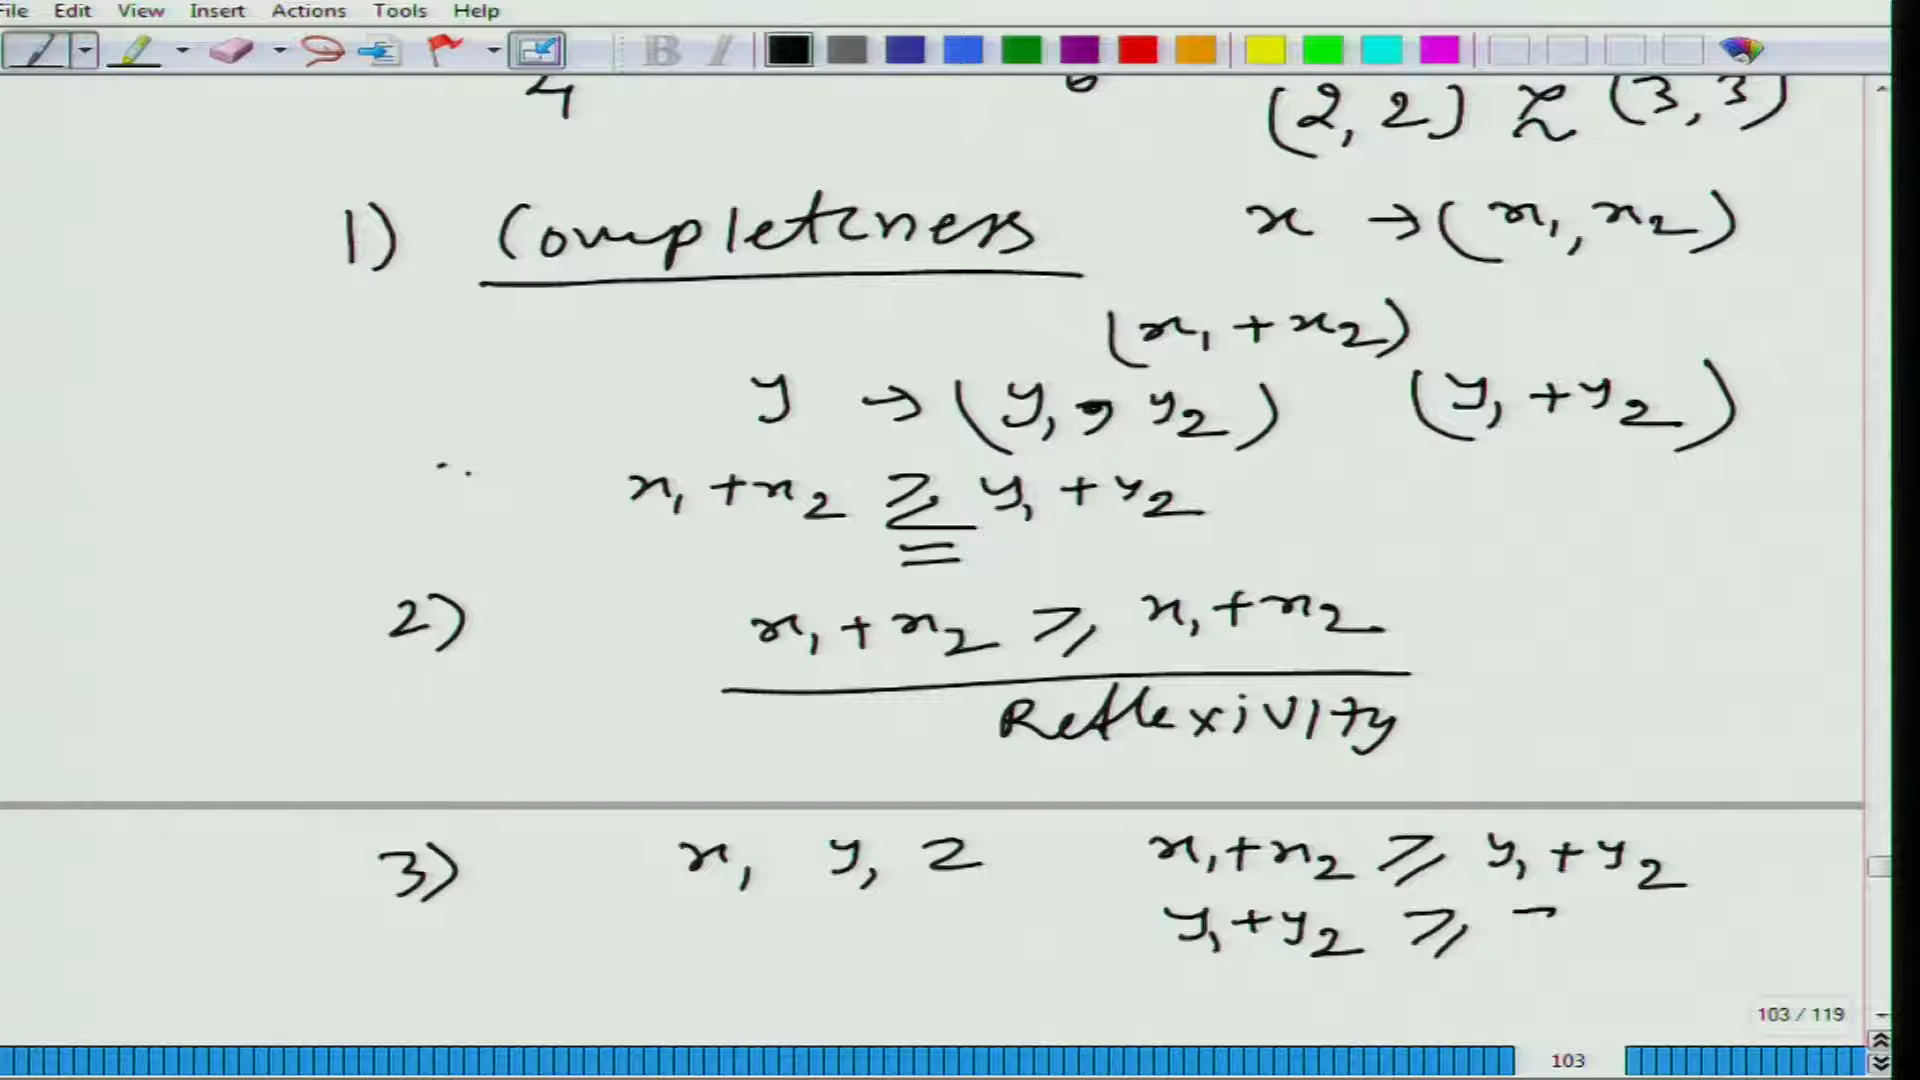 File Edit View Insert Actions Tools Help
B I
4 6 (2, 2) ≿ (3, 3)
1) Completeness x → (x₁, x₂)
(x₁ + x₂)
y → (y₁, y₂) (y₁ + y₂)
x₁ + x₂ ≥ y₁ + y₂
=
2) x₁ + x₂ ≥ x₁ + x₂
Reflexivity
3) x, y, z x₁ + x₂ ≥ y₁ + y₂
y₁ + y₂ ≥
103 / 119
103